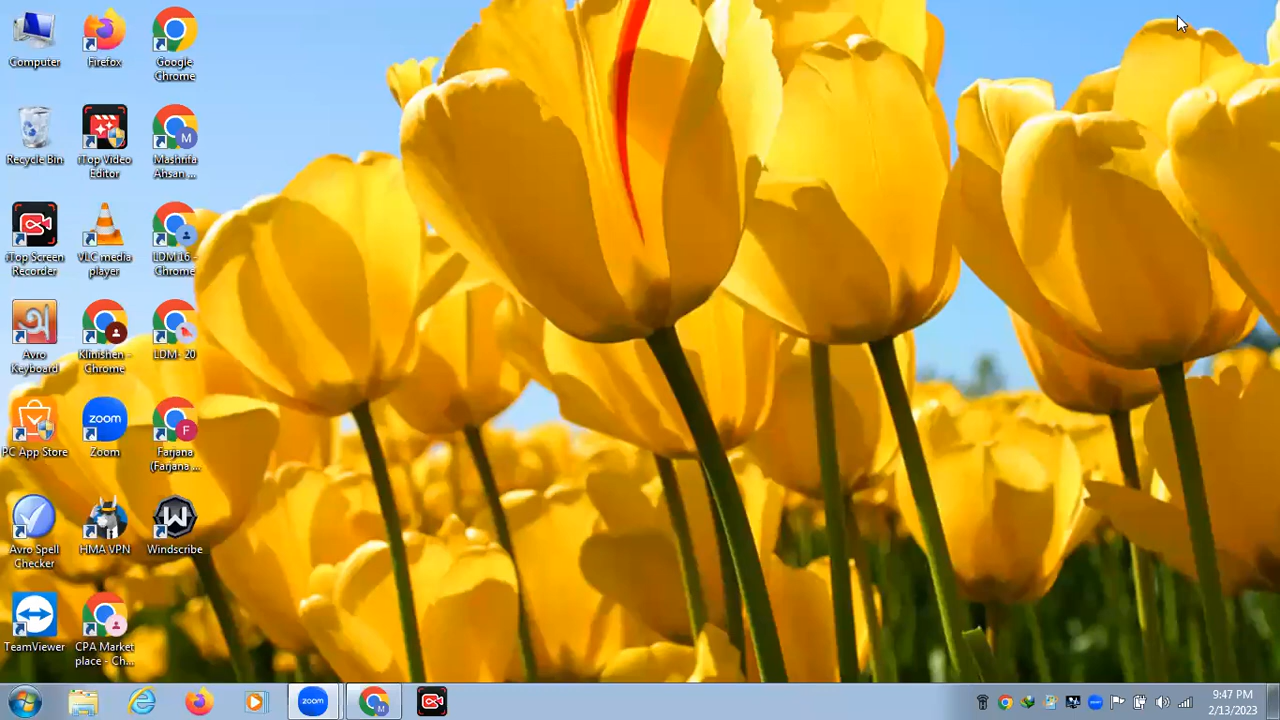 Computer
Firefox
Google
Chrome
Recycle Bin
iTop Video
Editor
Mashrifa
Ahsan ...
iTop Screen
Recorder
VLC media
player
LDM 16 -
Chrome
Avro
Keyboard
Klinishen -
Chrome
LDM- 20
PC App Store
zoom
Zoom
Farjana
(Farjana ...
Avro Spell
Checker
HMA VPN
Windscribe
TeamViewer
CPA Market
place - Ch...
zoom
9:47 PM
2/13/2023